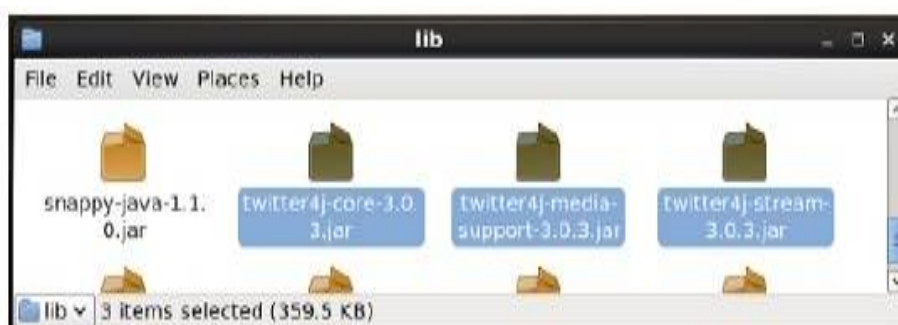 lib
File Edit View Places Help
snappy-java-1.1.
0.jar
twitter4j-core-3.0.
3.jar
twitter4j-media-
support-3.0.3.jar
twitter4j-stream-
3.0.3.jar
lib 3 items selected (359.5 KB)